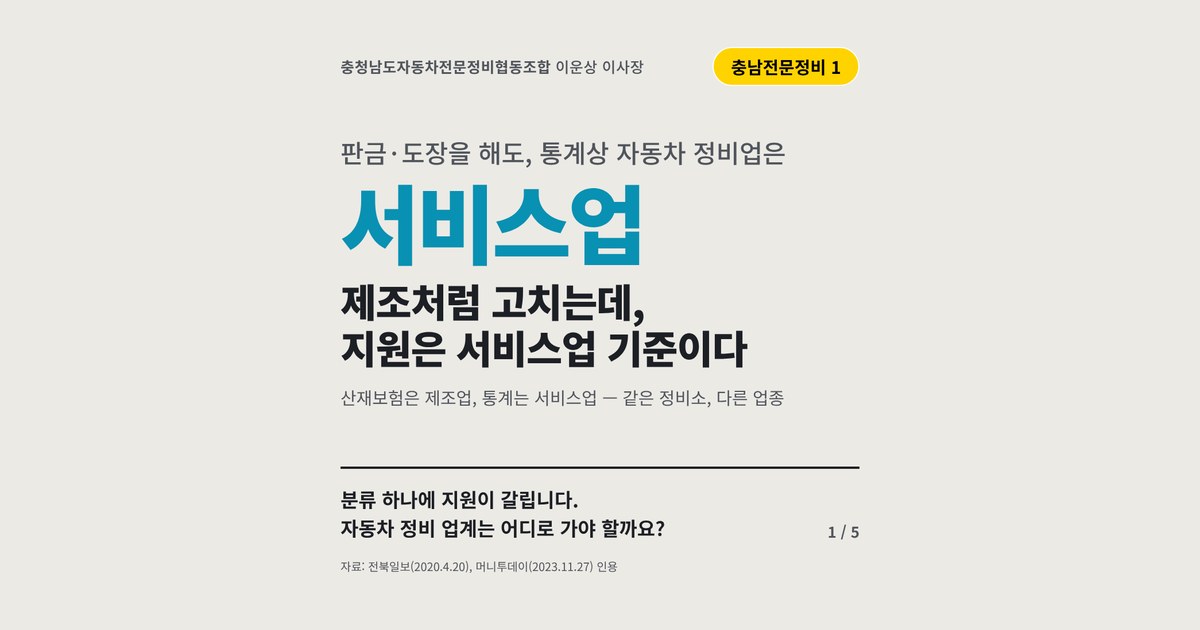 충청남도자동차전문정비협동조합 이운상 이사장
충남전문정비 1
판금·도장을 해도, 통계상 자동차 정비업은
서비스업
제조처럼 고치는데,
지원은 서비스업 기준이다
산재보험은 제조업, 통계는 서비스업 — 같은 정비소, 다른 업종
분류 하나에 지원이 갈립니다.
자동차 정비 업계는 어디로 가야 할까요?
1 / 5
자료: 전북일보(2020.4.20), 머니투데이(2023.11.27) 인용